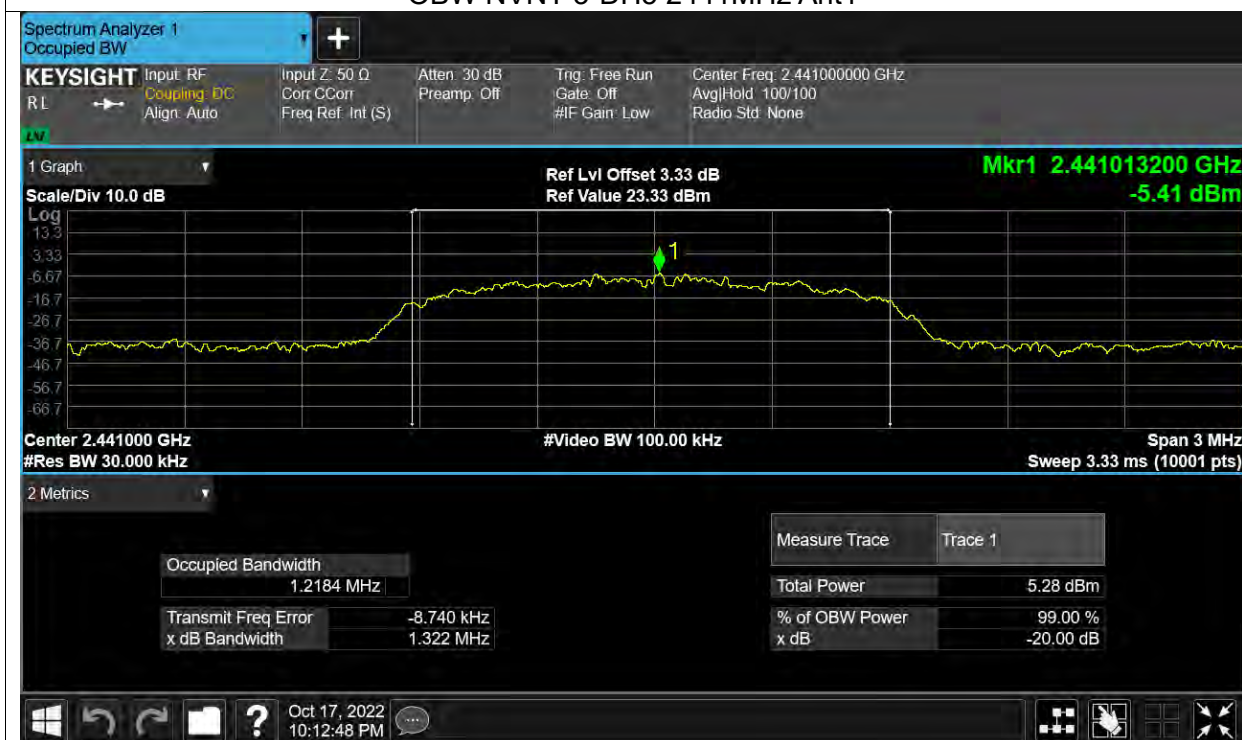 OBW NVNT 3-DH5 2441MHz Ant1
Spectrum Analyzer 1
Occupied BW
+
KEYSIGHT Input: RF Input Z: 50 Ω Atten: 30 dB Trig: Free Run Center Freq: 2.441000000 GHz
RL Coupling: DC Corr CCorr Preamp: Off Gate: Off Avg|Hold: 100/100
Align: Auto Freq Ref: Int (S) #IF Gain: Low Radio Std: None
1 Graph Ref Lvl Offset 3.33 dB Mkr1 2.441013200 GHz
Scale/Div 10.0 dB Ref Value 23.33 dBm -5.41 dBm
Log
13.3
3.33
1
-6.67
-16.7
-26.7
-36.7
-46.7
-56.7
-66.7
Center 2.441000 GHz #Video BW 100.00 kHz Span 3 MHz
#Res BW 30.000 kHz Sweep 3.33 ms (10001 pts)
2 Metrics
Measure Trace Trace 1
Occupied Bandwidth
1.2184 MHz Total Power 5.28 dBm
Transmit Freq Error -8.740 kHz % of OBW Power 99.00 %
x dB Bandwidth 1.322 MHz x dB -20.00 dB
? Oct 17, 2022
10:12:48 PM